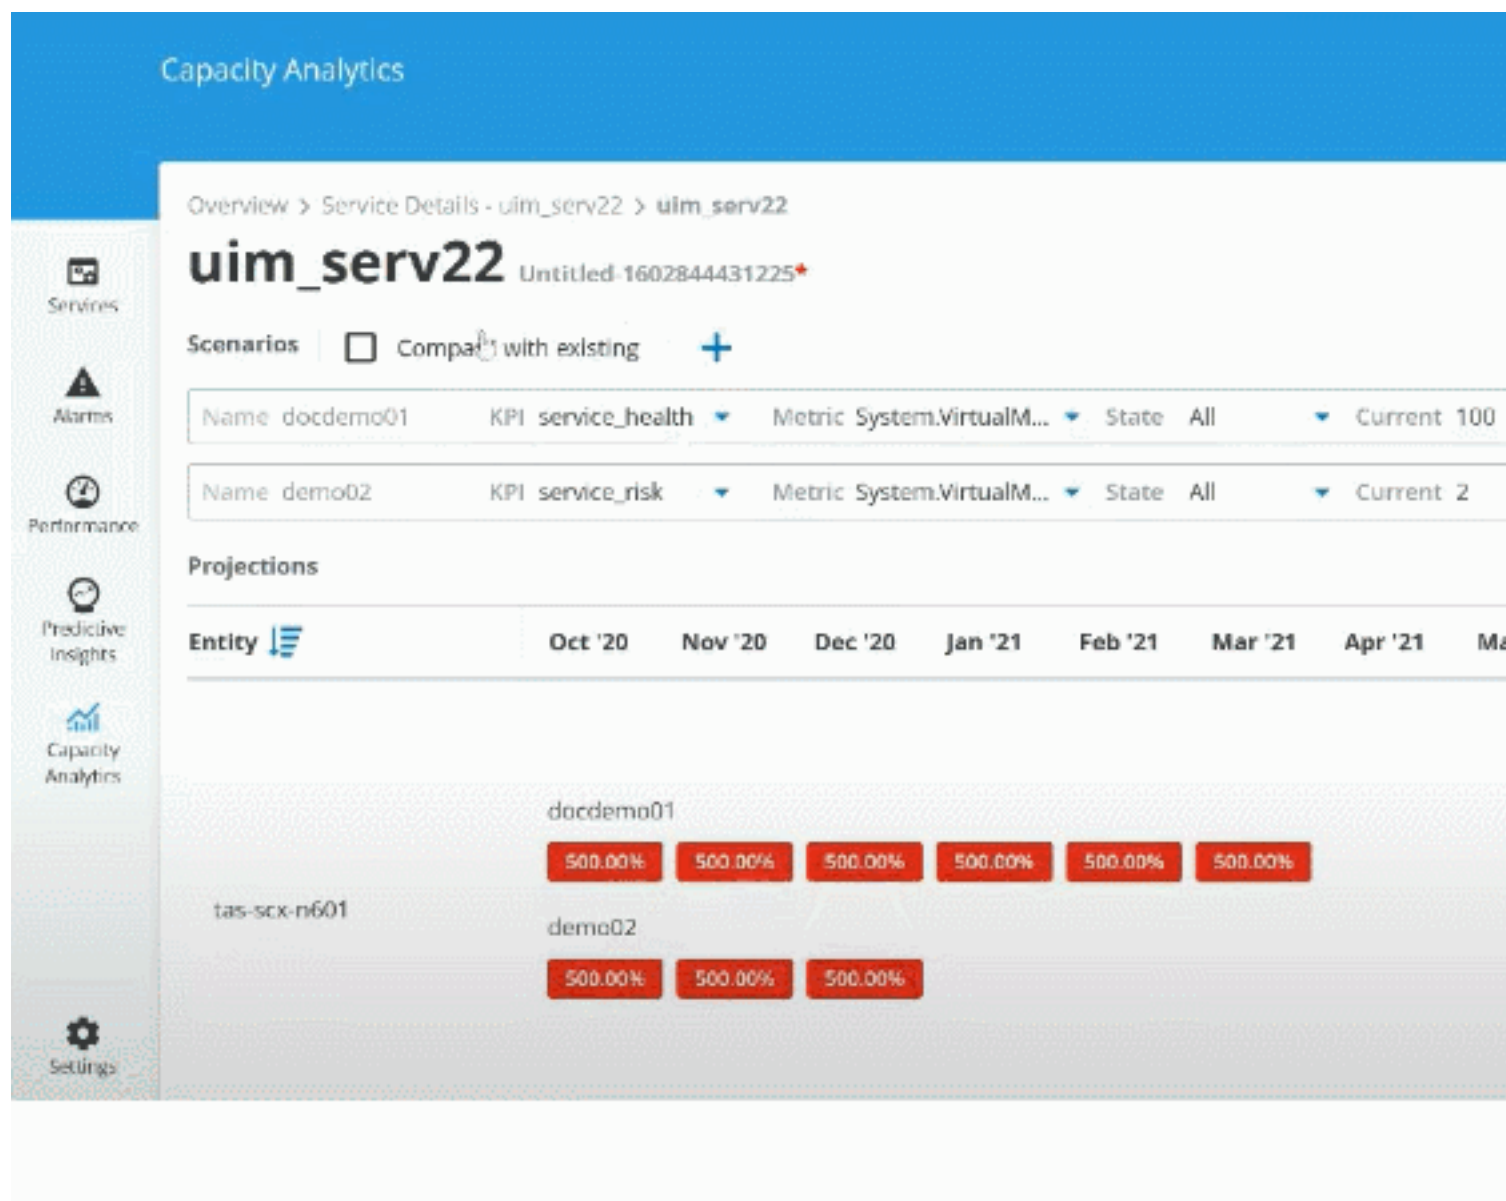 Capacity Analytics
Overview > Service Details - uim_serv22 > uim_serv22
uim_serv22 Untitled-1602844431225*
Services
Scenarios Compa with existing +
Alarms
Name docdemo01 KPI service_health Metric System.VirtualM... State All Current 100
Performance
Name demo02 KPI service_risk Metric System.VirtualM... State All Current 2
Projections
Predictive
Insights
Entity Oct '20 Nov '20 Dec '20 Jan '21 Feb '21 Mar '21 Apr '21 Ma
Capacity
Analytics
docdemo01
500.00% 500.00% 500.00% 500.00% 500.00% 500.00%
tas-scx-n601
demo02
500.00% 500.00% 500.00%
Settings